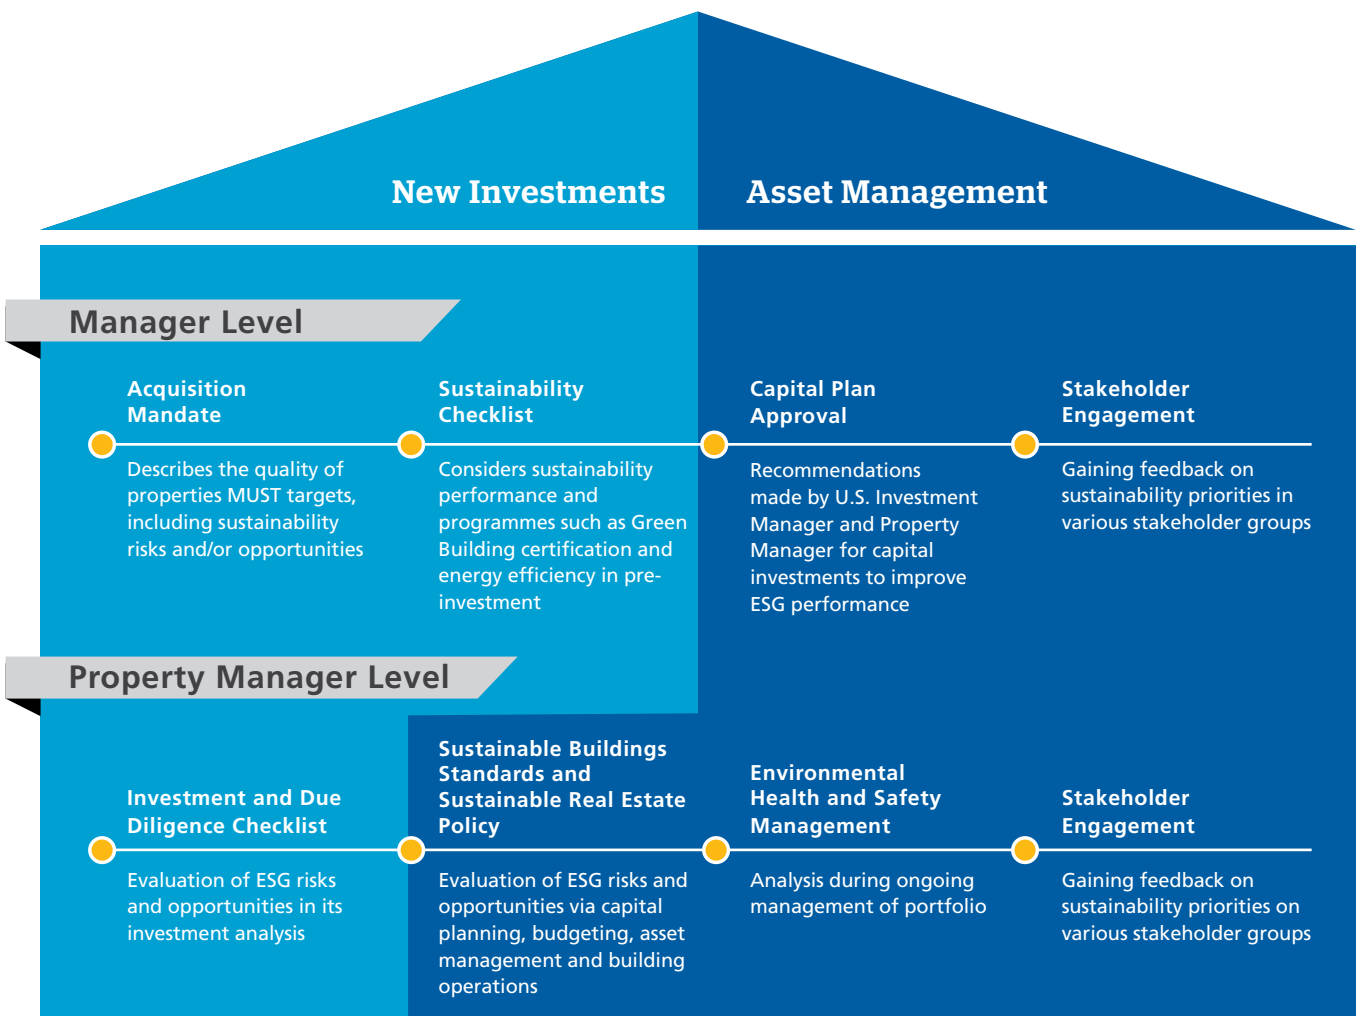 New Investments
Asset Management
Manager Level
Acquisition
Mandate
Describes the quality of
properties MUST targets,
including sustainability
risks and/or opportunities
Sustainability
Checklist
Considers sustainability
performance and
programmes such as Green
Building certification and
energy efficiency in pre-
investment
Capital Plan
Approval
Recommendations
made by U.S. Investment
Manager and Property
Manager for capital
investments to improve
ESG performance
Stakeholder
Engagement
Gaining feedback on
sustainability priorities in
various stakeholder groups
Property Manager Level
Investment and Due
Diligence Checklist
Evaluation of ESG risks
and opportunities in its
investment analysis
Sustainable Buildings
Standards and
Sustainable Real Estate
Policy
Evaluation of ESG risks and
opportunities via capital
planning, budgeting, asset
management and building
operations
Environmental
Health and Safety
Management
Analysis during ongoing
management of portfolio
Stakeholder
Engagement
Gaining feedback on
sustainability priorities on
various stakeholder groups